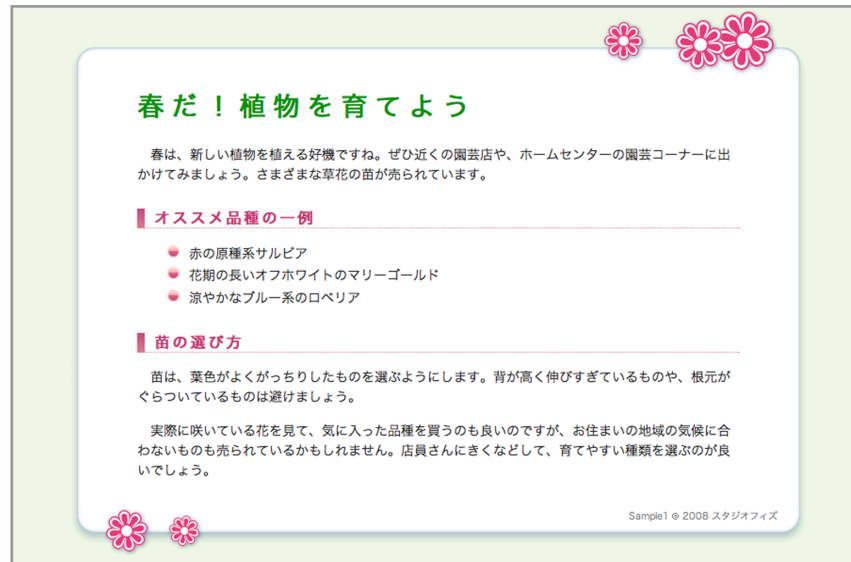 春だ！植物を育てよう
春は、新しい植物を植える好機ですね。ぜひ近くの園芸店や、ホームセンターの園芸コーナーに出
かけてみましょう。さまざまな草花の苗が売られています。
オススメ品種の一例
赤の原種系サルビア
花期の長いオフホワイトのマリーゴールド
涼やかなブルー系のロベリア
苗の選び方
苗は、葉色がよくがっちりしたものを選ぶようにします。背が高く伸びすぎているものや、根元が
ぐらついているものは避けましょう。
実際に咲いている花を見て、気に入った品種を買うのも良いのですが、お住まいの地域の気候に合
わないものも売られているかもしれません。店員さんにきくなどして、育てやすい種類を選ぶのが良
いでしょう。
Sample1 © 2008 スタジオフィズ